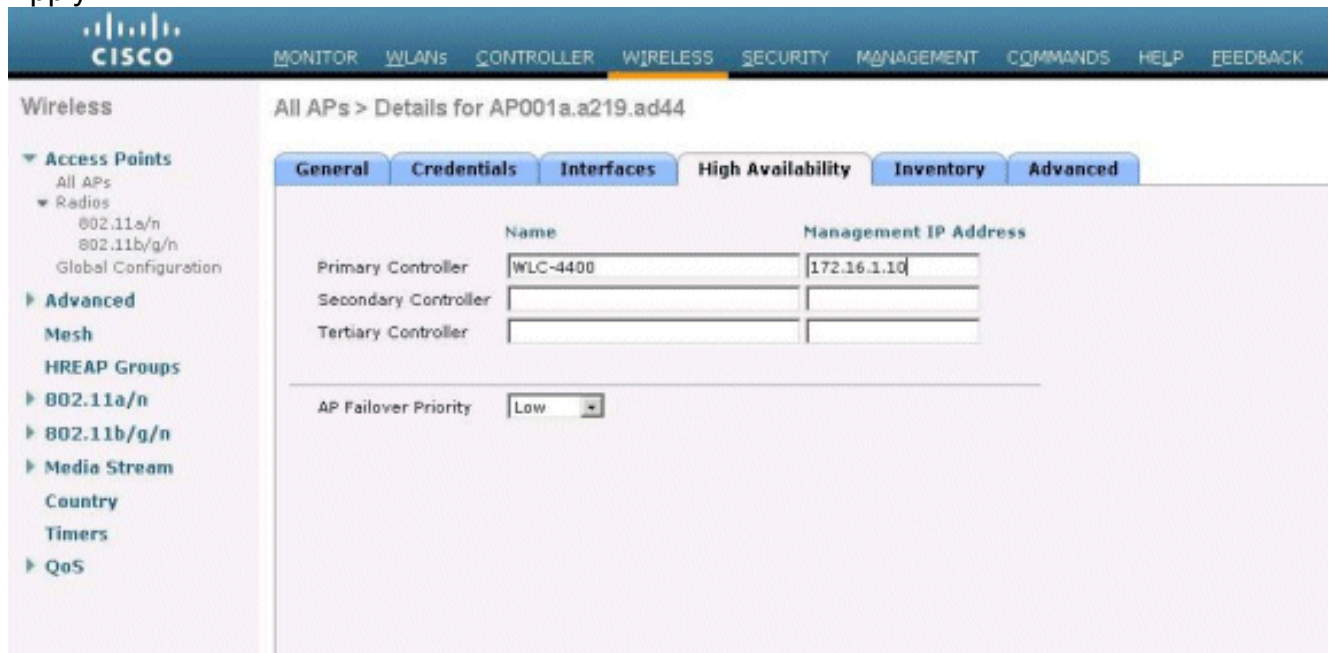 CISCO
MONITOR WLANs CONTROLLER WIRELESS SECURITY MANAGEMENT COMMANDS HELP FEEDBACK
Wireless
Access Points
All APs
Radios
802.11a/n
802.11b/g/n
Global Configuration
Advanced
Mesh
HREAP Groups
802.11a/n
802.11b/g/n
Media Stream
Country
Timers
QoS
All APs > Details for AP001a.a219.ad44
General Credentials Interfaces High Availability Inventory Advanced
Name Management IP Address
Primary Controller WLC-4400 172.16.1.10
Secondary Controller
Tertiary Controller
AP Failover Priority Low